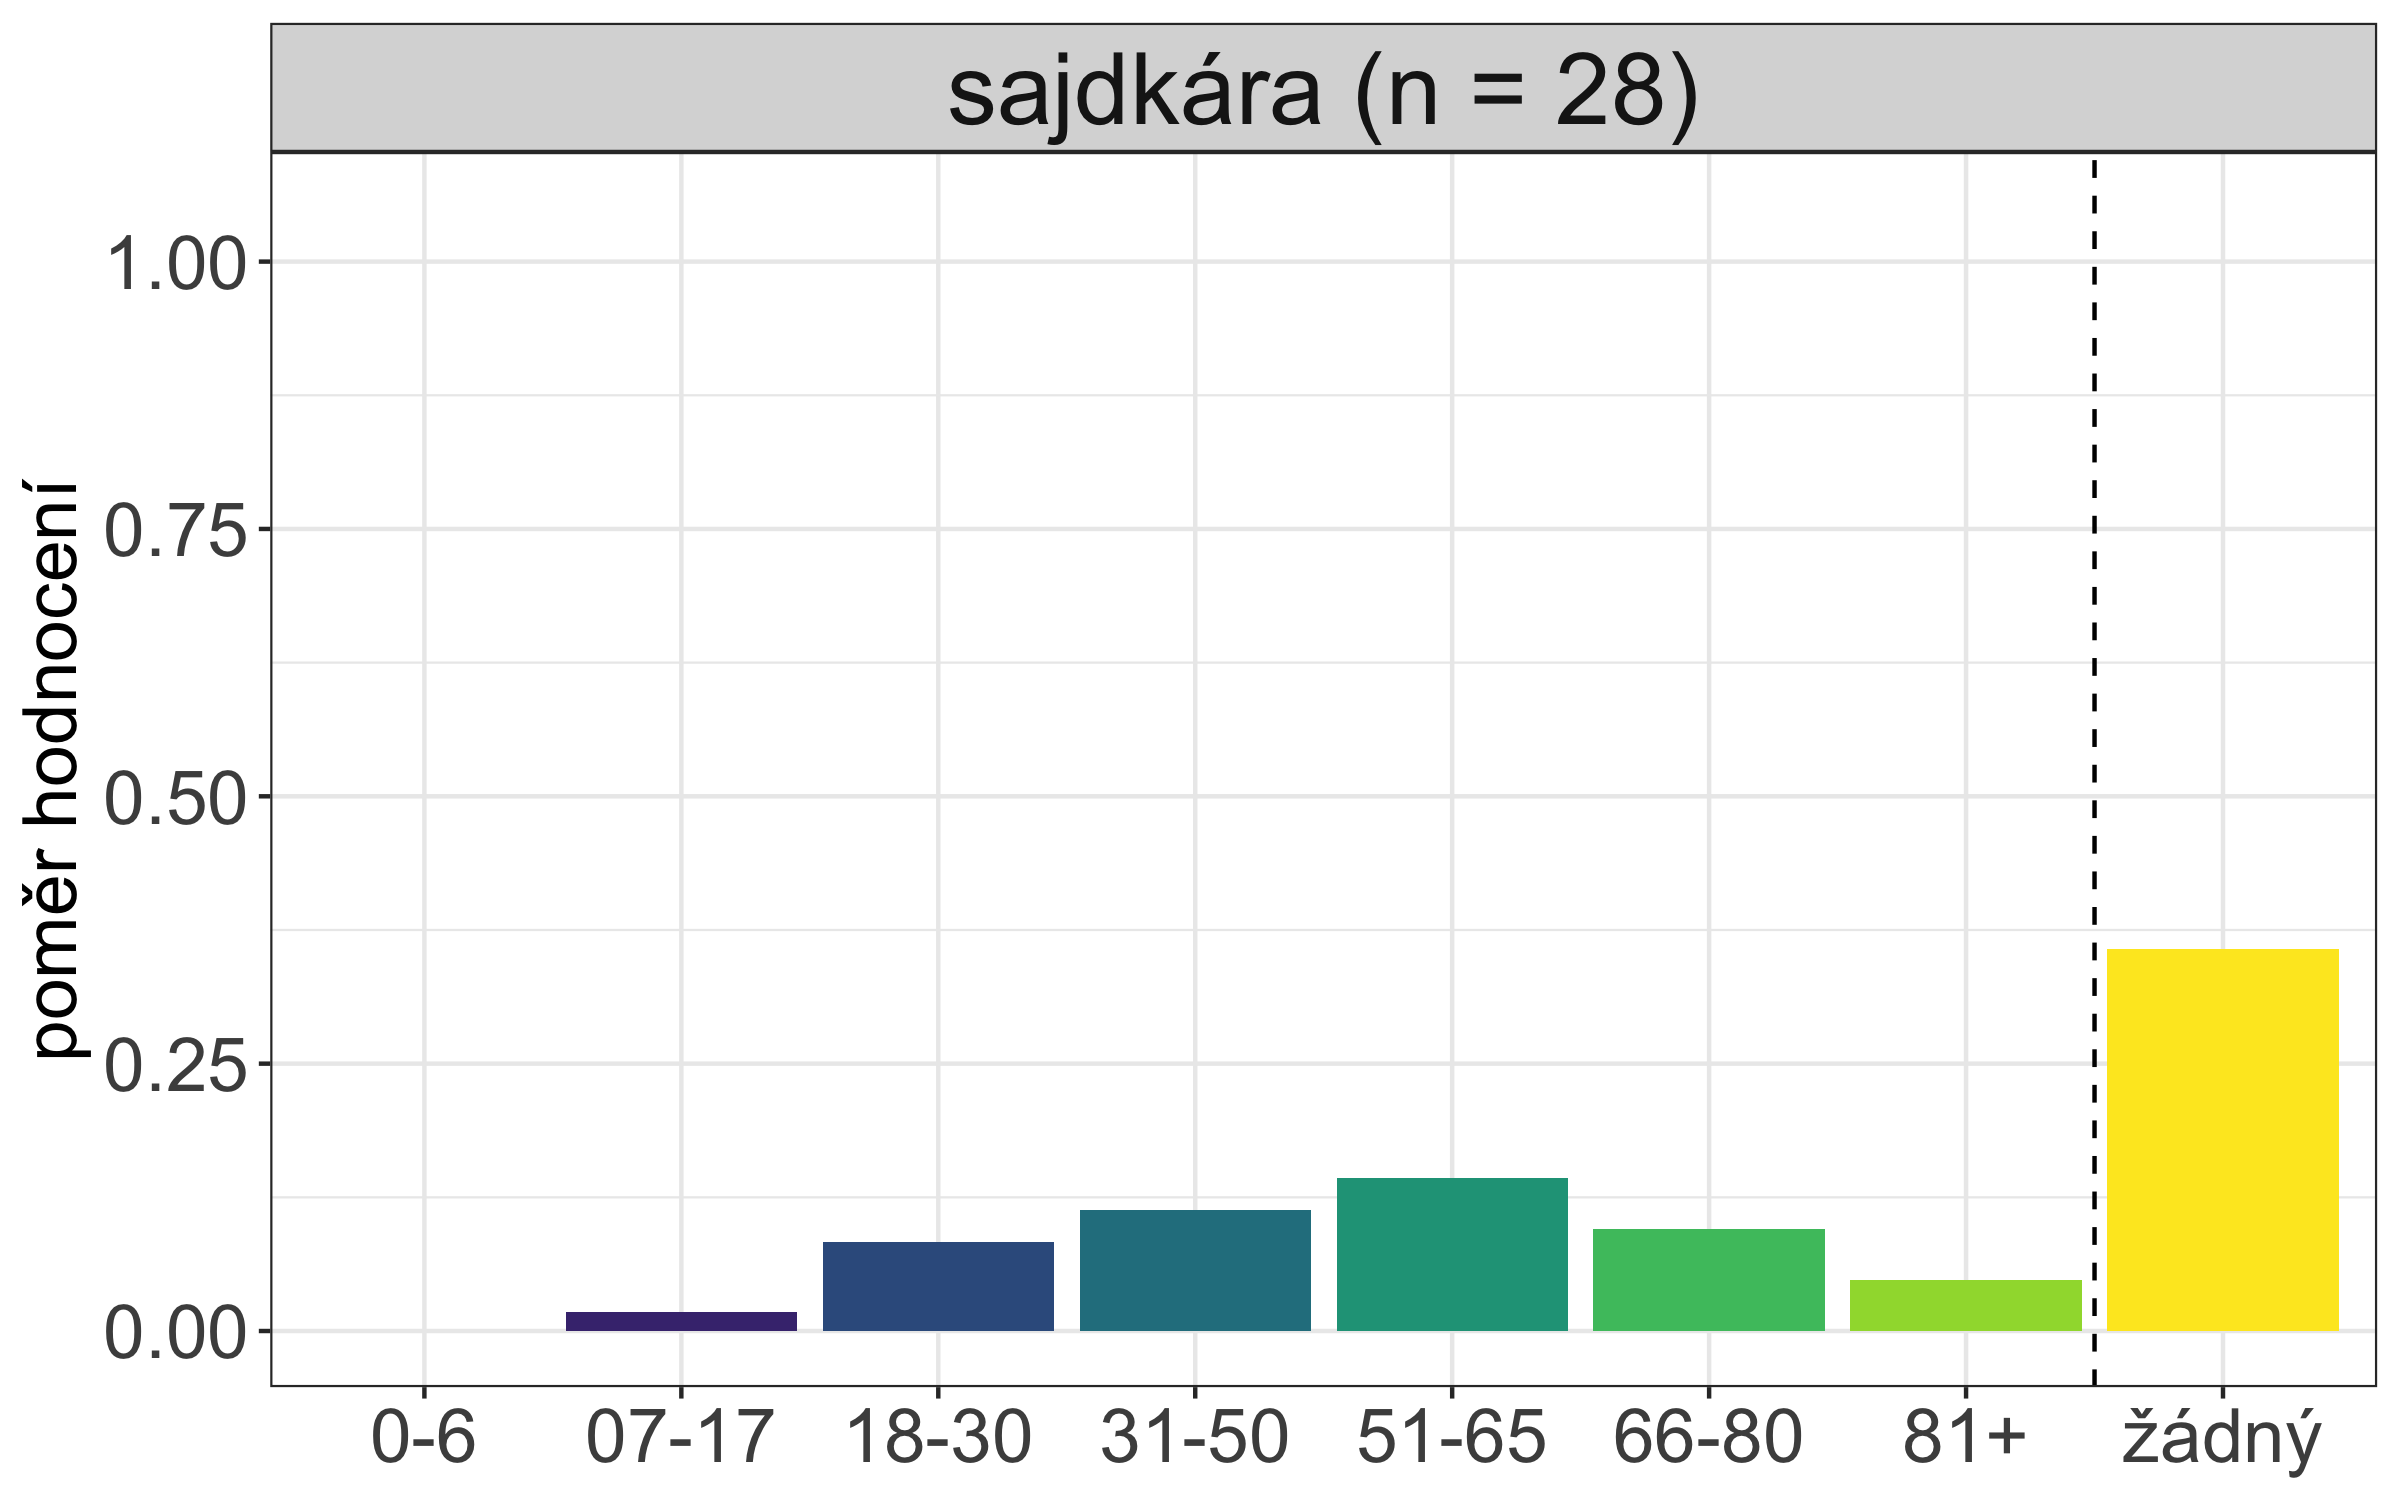 sajdkára (n = 28)
poměr hodnocení
1.00
0.75
0.50
0.25
0.00
0-6 07-17 18-30 31-50 51-65 66-80 81+ žádný